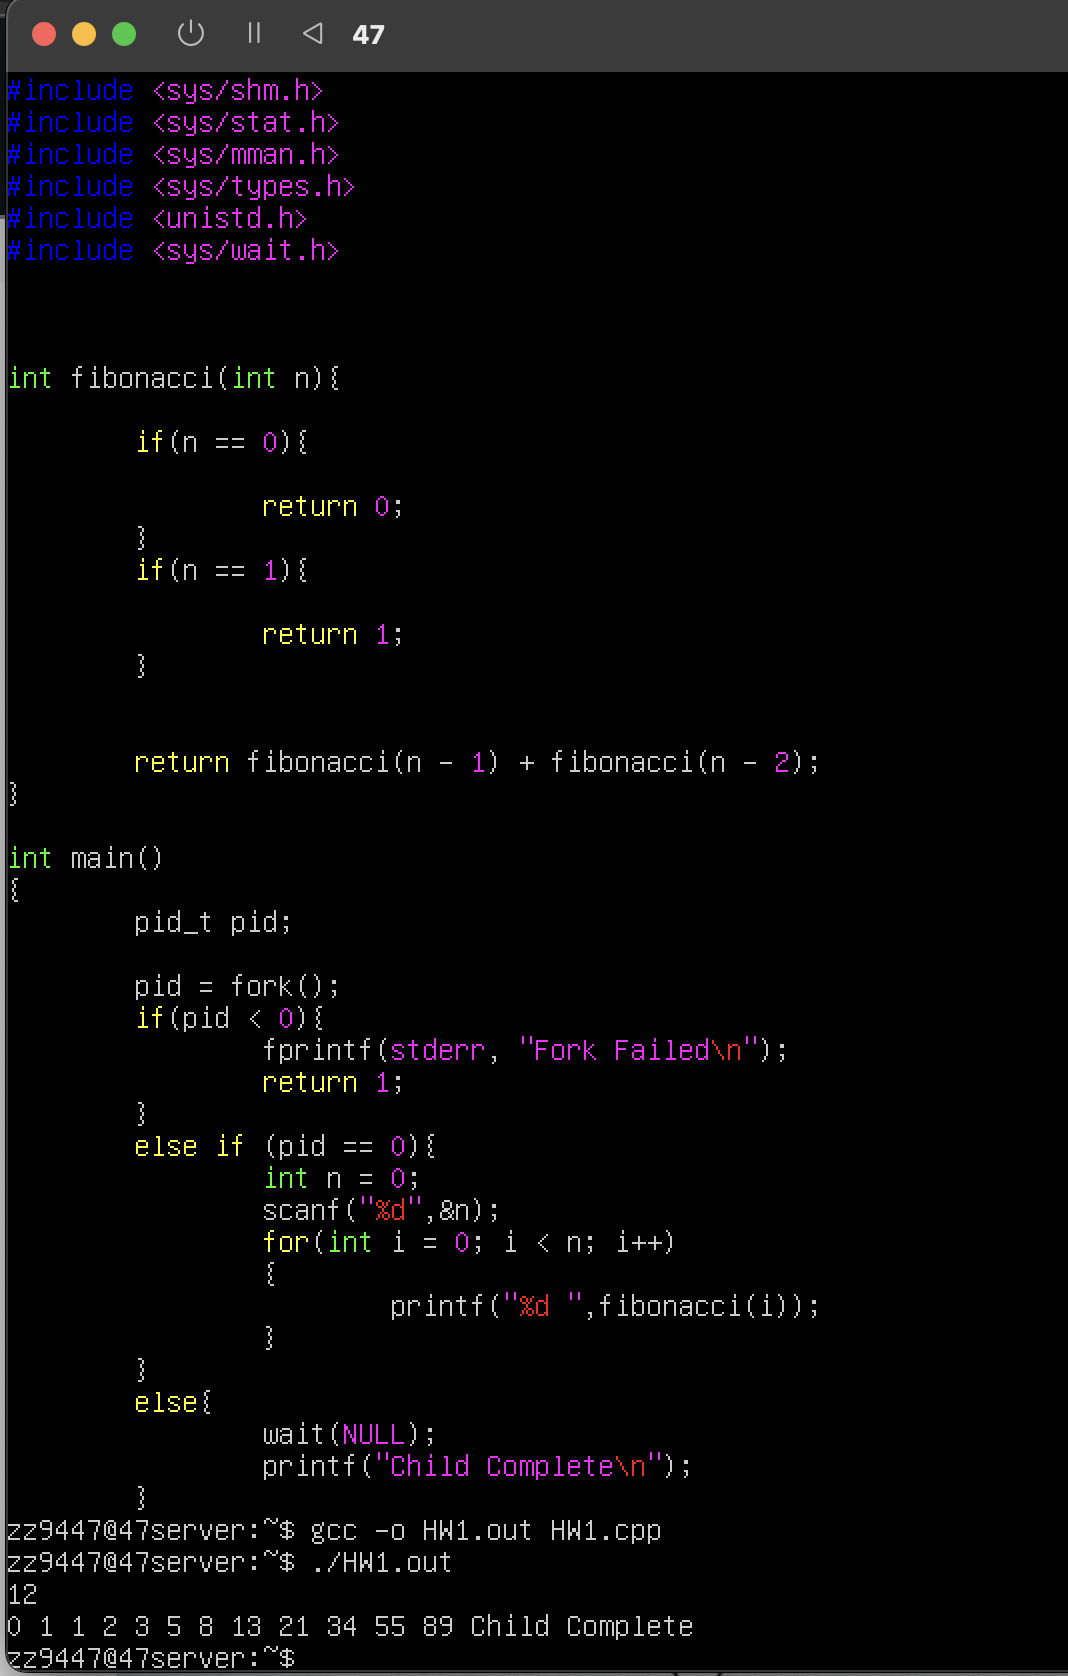 47
#include <sys/shm.h>
#include <sys/stat.h>
#include <sys/mman.h>
#include <sys/types.h>
#include <unistd.h>
#include <sys/wait.h>
int fibonacci(int n){
if(n == 0){
return 0;
}
if(n == 1){
return 1;
}
return fibonacci(n - 1) + fibonacci(n - 2);
}
int main()
{
pid_t pid;
pid = fork();
if(pid < 0){
fprintf(stderr, "Fork Failed\n");
return 1;
}
else if (pid == 0){
int n = 0;
scanf("%d",&n);
for(int i = 0; i < n; i++)
{
printf("%d ",fibonacci(i));
}
}
else{
wait(NULL);
printf("Child Complete\n");
}
zz9447@47server:~$ gcc -o HW1.out HW1.cpp
zz9447@47server:~$ ./HW1.out
12
0 1 1 2 3 5 8 13 21 34 55 89 Child Complete
zz9447@47server:~$